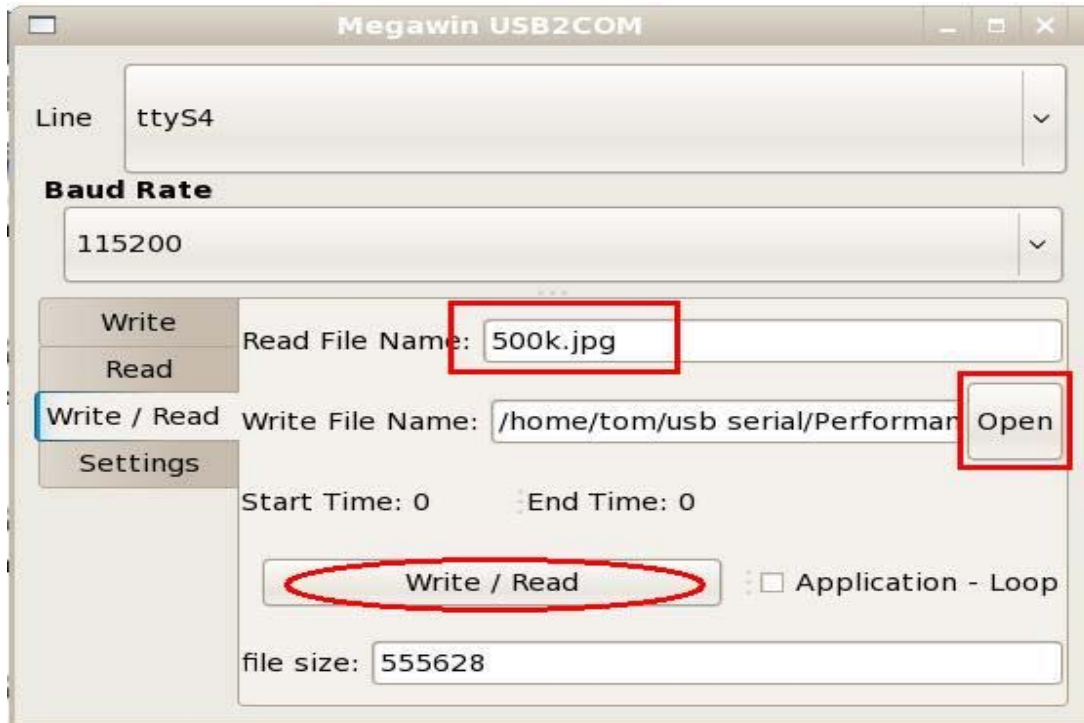 Megawin USB2COM
Line ttyS4
Baud Rate
115200
Write
Read File Name: 500k.jpg
Read
Write / Read Write File Name: /home/tom/usb serial/Performan Open
Settings
Start Time: 0 End Time: 0
Write / Read Application - Loop
file size: 555628